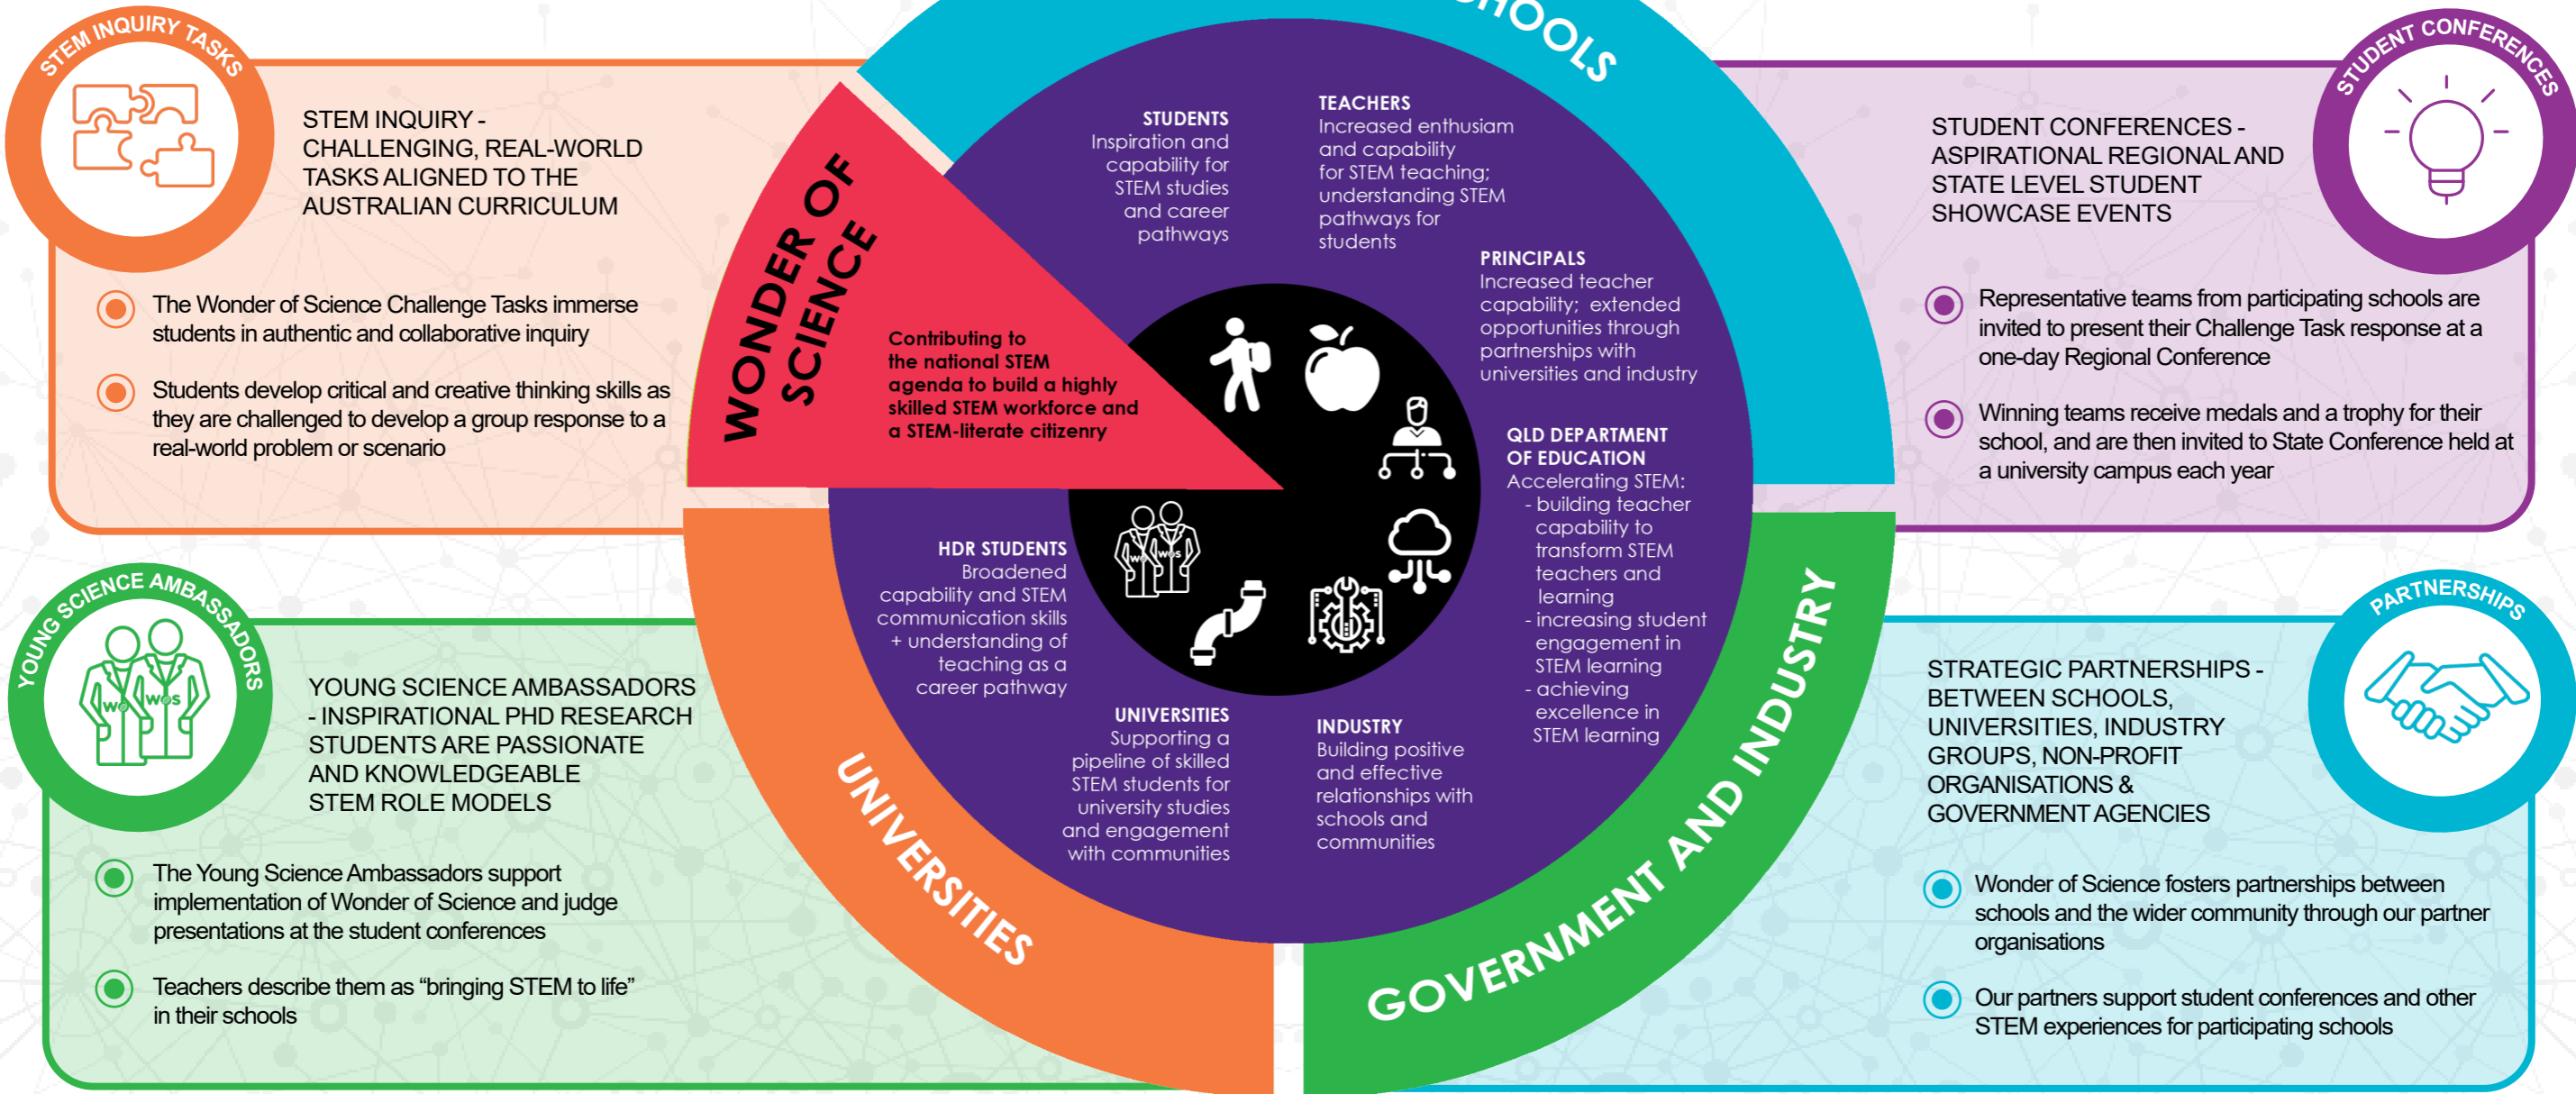 STEM INQUIRY TASKS
STEM INQUIRY -
CHALLENGING, REAL-WORLD
TASKS ALIGNED TO THE
AUSTRALIAN CURRICULUM
The Wonder of Science Challenge Tasks immerse
students in authentic and collaborative inquiry
Students develop critical and creative thinking skills as
they are challenged to develop a group response to a
real-world problem or scenario
YOUNG SCIENCE AMBASSADORS
WOS
YOUNG SCIENCE AMBASSADORS
- INSPIRATIONAL PHD RESEARCH
STUDENTS ARE PASSIONATE
AND KNOWLEDGEABLE
STEM ROLE MODELS
The Young Science Ambassadors support
implementation of Wonder of Science and judge
presentations at the student conferences
Teachers describe them as “bringing STEM to life”
in their schools
WONDER OF
SCIENCE
Contributing to
the national STEM
agenda to build a highly
skilled STEM workforce and
a STEM-literate citizenry
STUDENTS
Inspiration and
capability for
STEM studies
and career
pathways
TEACHERS
Increased enthusiam
and capability
for STEM teaching;
understanding STEM
pathways for
students
PRINCIPALS
Increased teacher
capability; extended
opportunities through
partnerships with
universities and industry
QLD DEPARTMENT
OF EDUCATION
Accelerating STEM:
- building teacher
capability to
transform STEM
teachers and
learning
- increasing student
engagement in
STEM learning
- achieving
excellence in
STEM learning
INDUSTRY
Building positive
and effective
relationships with
schools and
communities
UNIVERSITIES
Supporting a
pipeline of skilled
STEM students for
university studies
and engagement
with communities
HDR STUDENTS
Broadened
capability and STEM
communication skills
+ understanding of
teaching as a
career pathway
WOS
UNIVERSITIES
GOVERNMENT AND INDUSTRY
STUDENT CONFERENCES
STUDENT CONFERENCES -
ASPIRATIONAL REGIONAL AND
STATE LEVEL STUDENT
SHOWCASE EVENTS
Representative teams from participating schools are
invited to present their Challenge Task response at a
one-day Regional Conference
Winning teams receive medals and a trophy for their
school, and are then invited to State Conference held at
a university campus each year
PARTNERSHIPS
STRATEGIC PARTNERSHIPS -
BETWEEN SCHOOLS,
UNIVERSITIES, INDUSTRY
GROUPS, NON-PROFIT
ORGANISATIONS &
GOVERNMENT AGENCIES
Wonder of Science fosters partnerships between
schools and the wider community through our partner
organisations
Our partners support student conferences and other
STEM experiences for participating schools